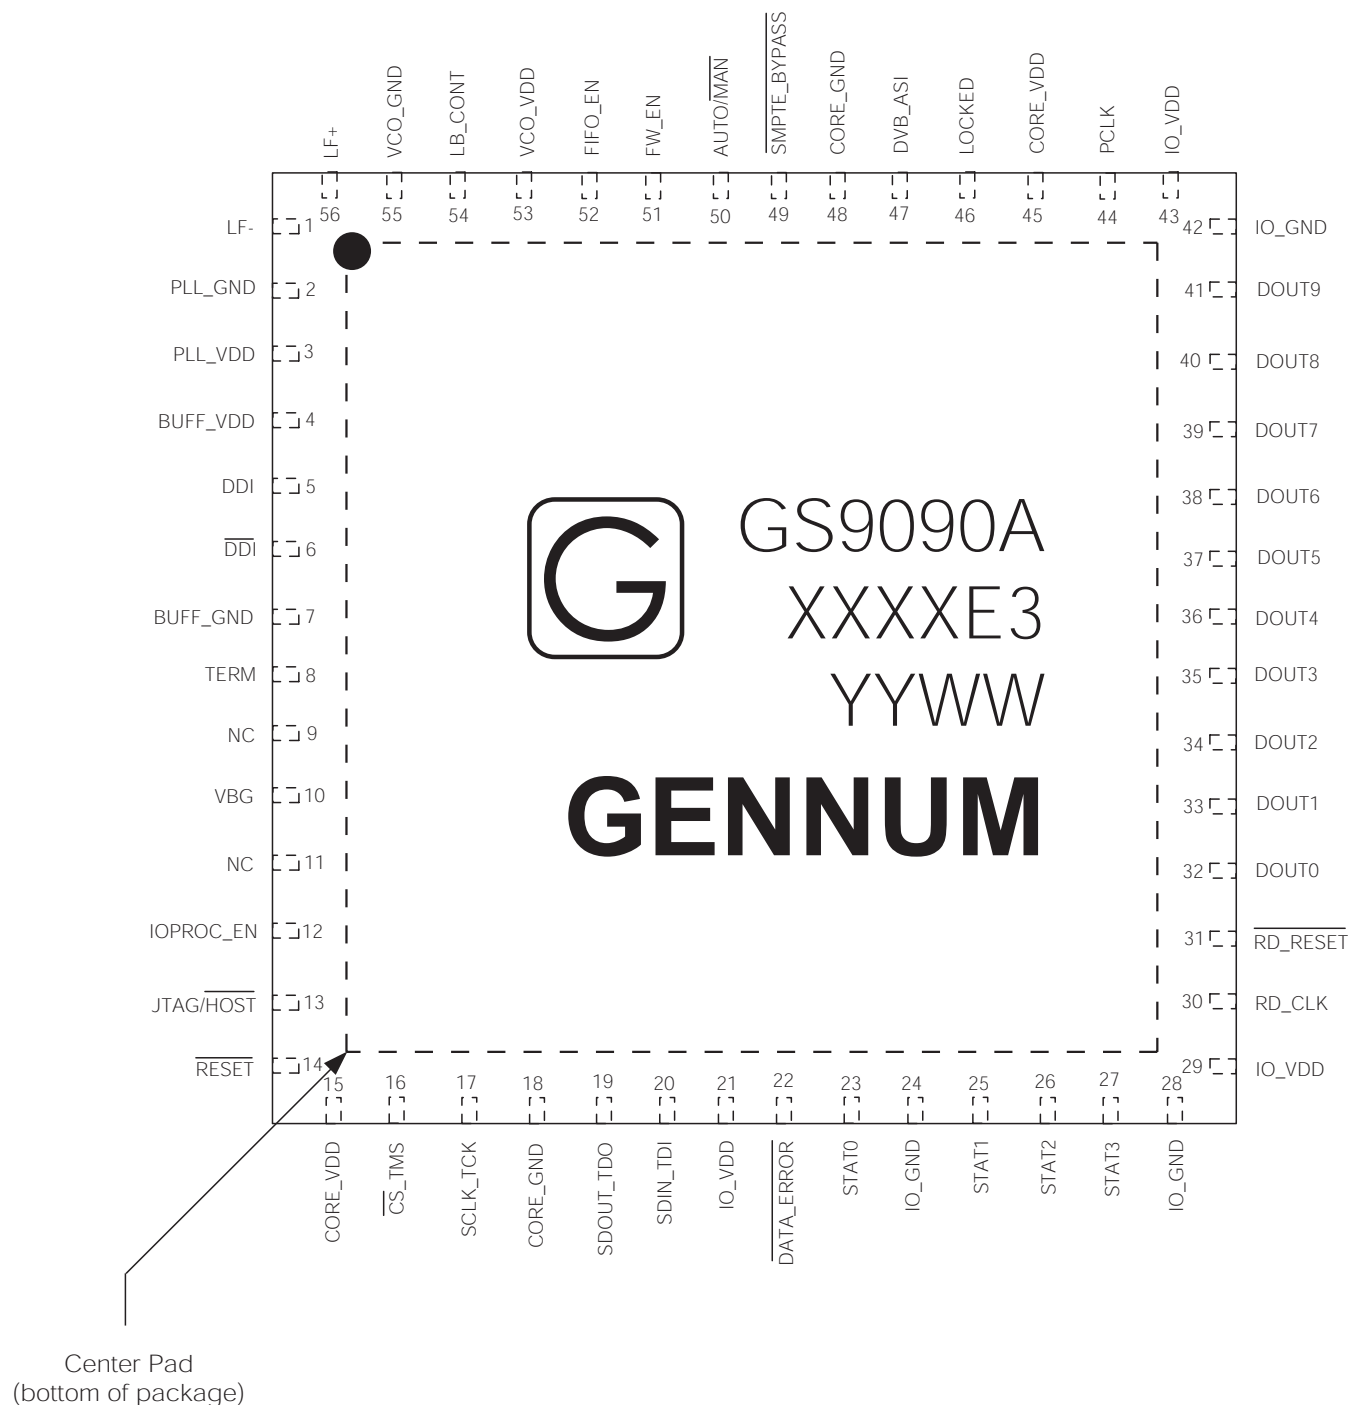 LF+
VCO_GND
LB_CONT
VCO_VDD
FIFO_EN
FW_EN
AUTO/MAN
SMPTE_BYPASS
CORE_GND
DVB_ASI
LOCKED
CORE_VDD
PCLK
IO_VDD
56
55
54
53
52
51
50
49
48
47
46
45
44
43
LF-
1
PLL_GND
2
PLL_VDD
3
BUFF_VDD
4
DDI
5
DDI
6
BUFF_GND
7
TERM
8
NC
9
VBG
10
NC
11
IOPROC_EN
12
JTAG/HOST
13
RESET
14
G
GS9090A
XXXXE3
YYWW
GENNUM
42
IO_GND
41
DOUT9
40
DOUT8
39
DOUT7
38
DOUT6
37
DOUT5
36
DOUT4
35
DOUT3
34
DOUT2
33
DOUT1
32
DOUT0
31
RD_RESET
30
RD_CLK
29
IO_VDD
15
16
17
18
19
20
21
22
23
24
25
26
27
28
CORE_VDD
CS_TMS
SCLK_TCK
CORE_GND
SDOUT_TDO
SDIN_TDI
IO_VDD
DATA_ERROR
STAT0
IO_GND
STAT1
STAT2
STAT3
IO_GND
Center Pad
(bottom of package)